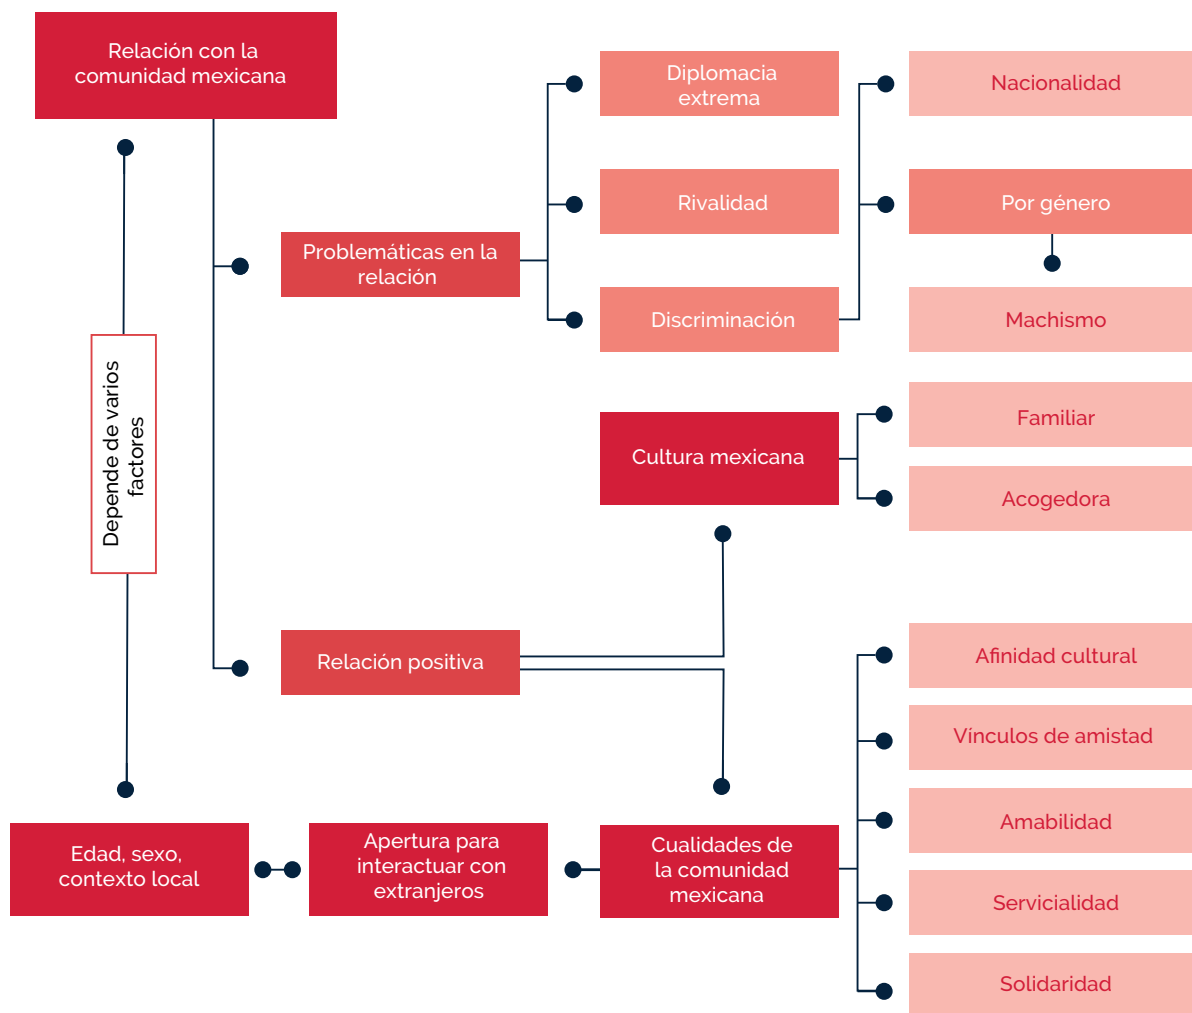 Relación con la
comunidad mexicana
Diplomacia
extrema
Nacionalidad
Rivalidad
Por género
Problemáticas en la
relación
Discriminación
Machismo
Depende de varios
factores
Cultura mexicana
Familiar
Acogedora
Relación positiva
Afinidad cultural
Vínculos de amistad
Amabilidad
Edad, sexo,
contexto local
Apertura para
interactuar con
extranjeros
Cualidades de
la comunidad
mexicana
Servicialidad
Solidaridad